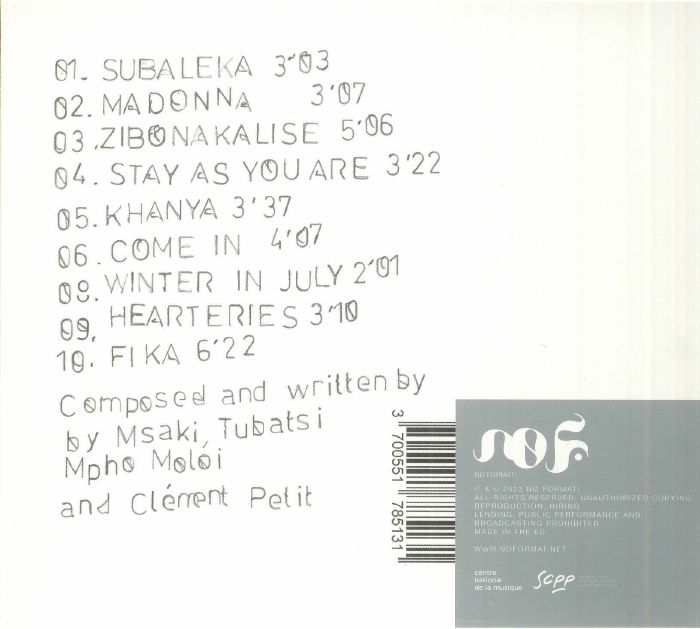 01. SUBALEKA 3'03
02. MADONNA 3'07
03. ZIBONAKALISE 5'06
04. STAY AS YOU ARE 3'22
05. KHANYA 3'37
06. COME IN 4'07
08. WINTER IN JULY 2'01
09. HEARTERIES 3'10
10. FIKA 6'22
Composed and written by
by Msaki, Tubatsi
Mpho Moloi
and Clément Petit
3 700551 785131
NOF.
NO FORMAT!
℗ & © 2023 NO FORMAT!
ALL RIGHTS RESERVED. UNAUTHORIZED COPYING
REPRODUCTION, HIRING
LENDING, PUBLIC PERFORMANCE AND
BROADCASTING PROHIBITED.
MADE IN THE EU
WWW.NOFORMAT.NET
centre
national
de la musique
scpp